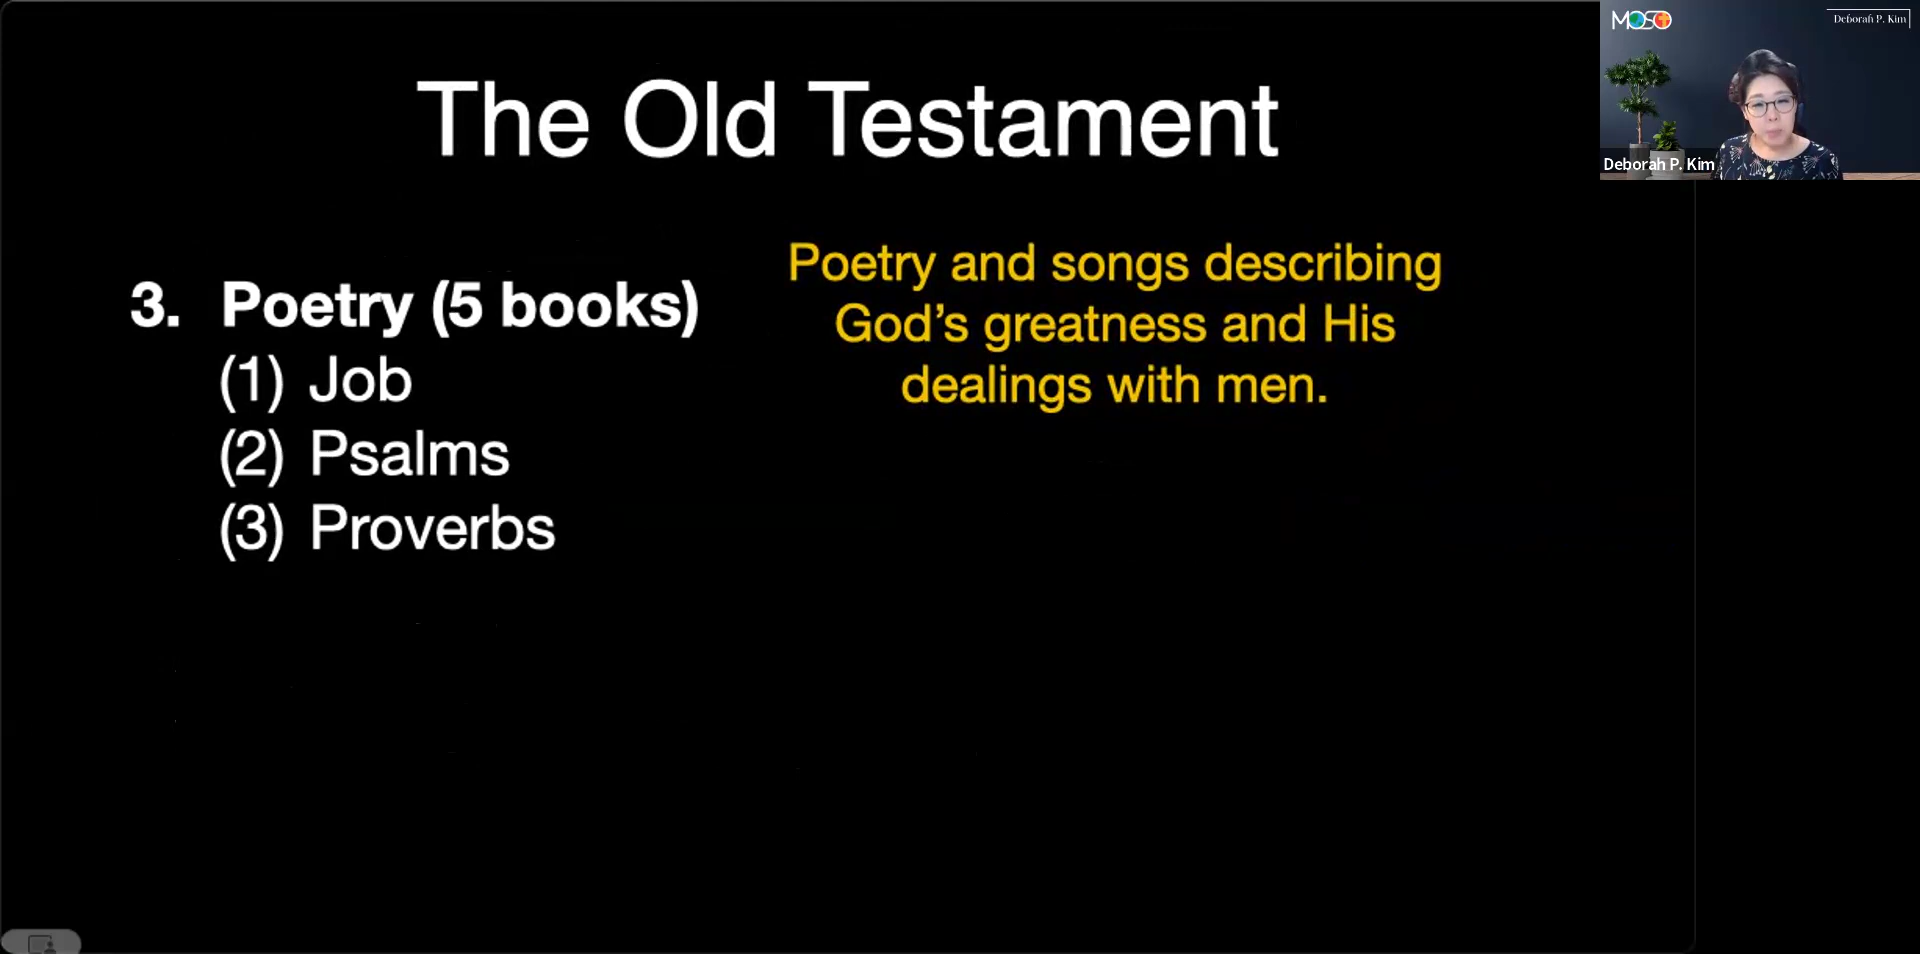 The Old Testament
3. Poetry (5 books)
(1) Job
(2) Psalms
(3) Proverbs
Poetry and songs describing
God’s greatness and His
dealings with men.
MOSO
Deborah P. Kim
Deborah P. Kim